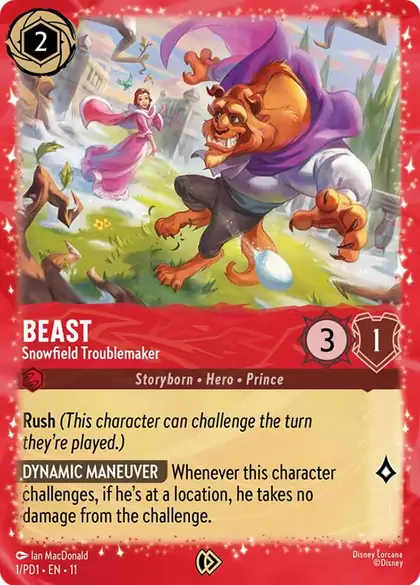 2
BEAST
Snowfield Troublemaker
3
1
Storyborn • Hero • Prince
Rush (This character can challenge the turn
they're played.)
DYNAMIC MANEUVER Whenever this character
challenges, if he's at a location, he takes no
damage from the challenge.
Ian MacDonald
1/PD1 • EN • 11
Disney Lorcana
©Disney